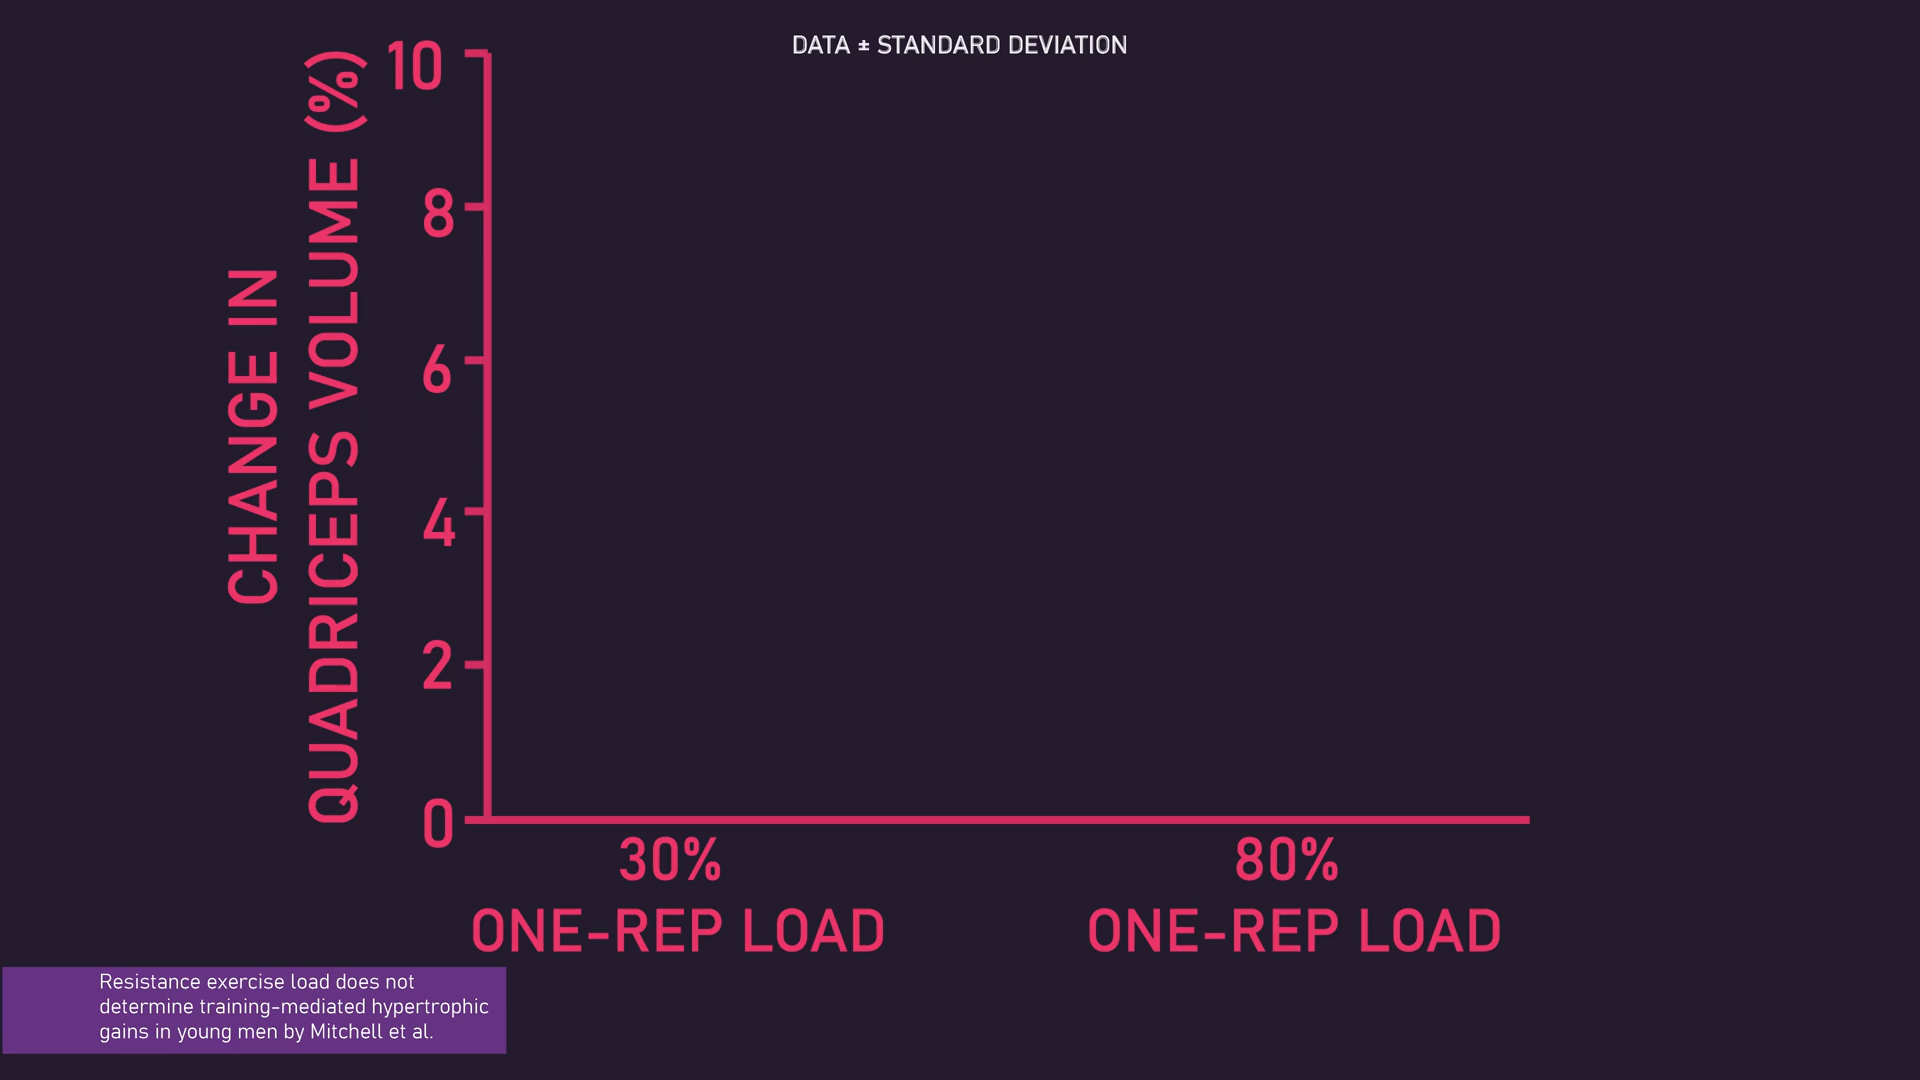 DATA ± STANDARD DEVIATION
CHANGE IN
QUADRICEPS VOLUME (%)
10
8
6
4
2
0
30%
ONE-REP LOAD
80%
ONE-REP LOAD
Resistance exercise load does not
determine training-mediated hypertrophic
gains in young men by Mitchell et al.